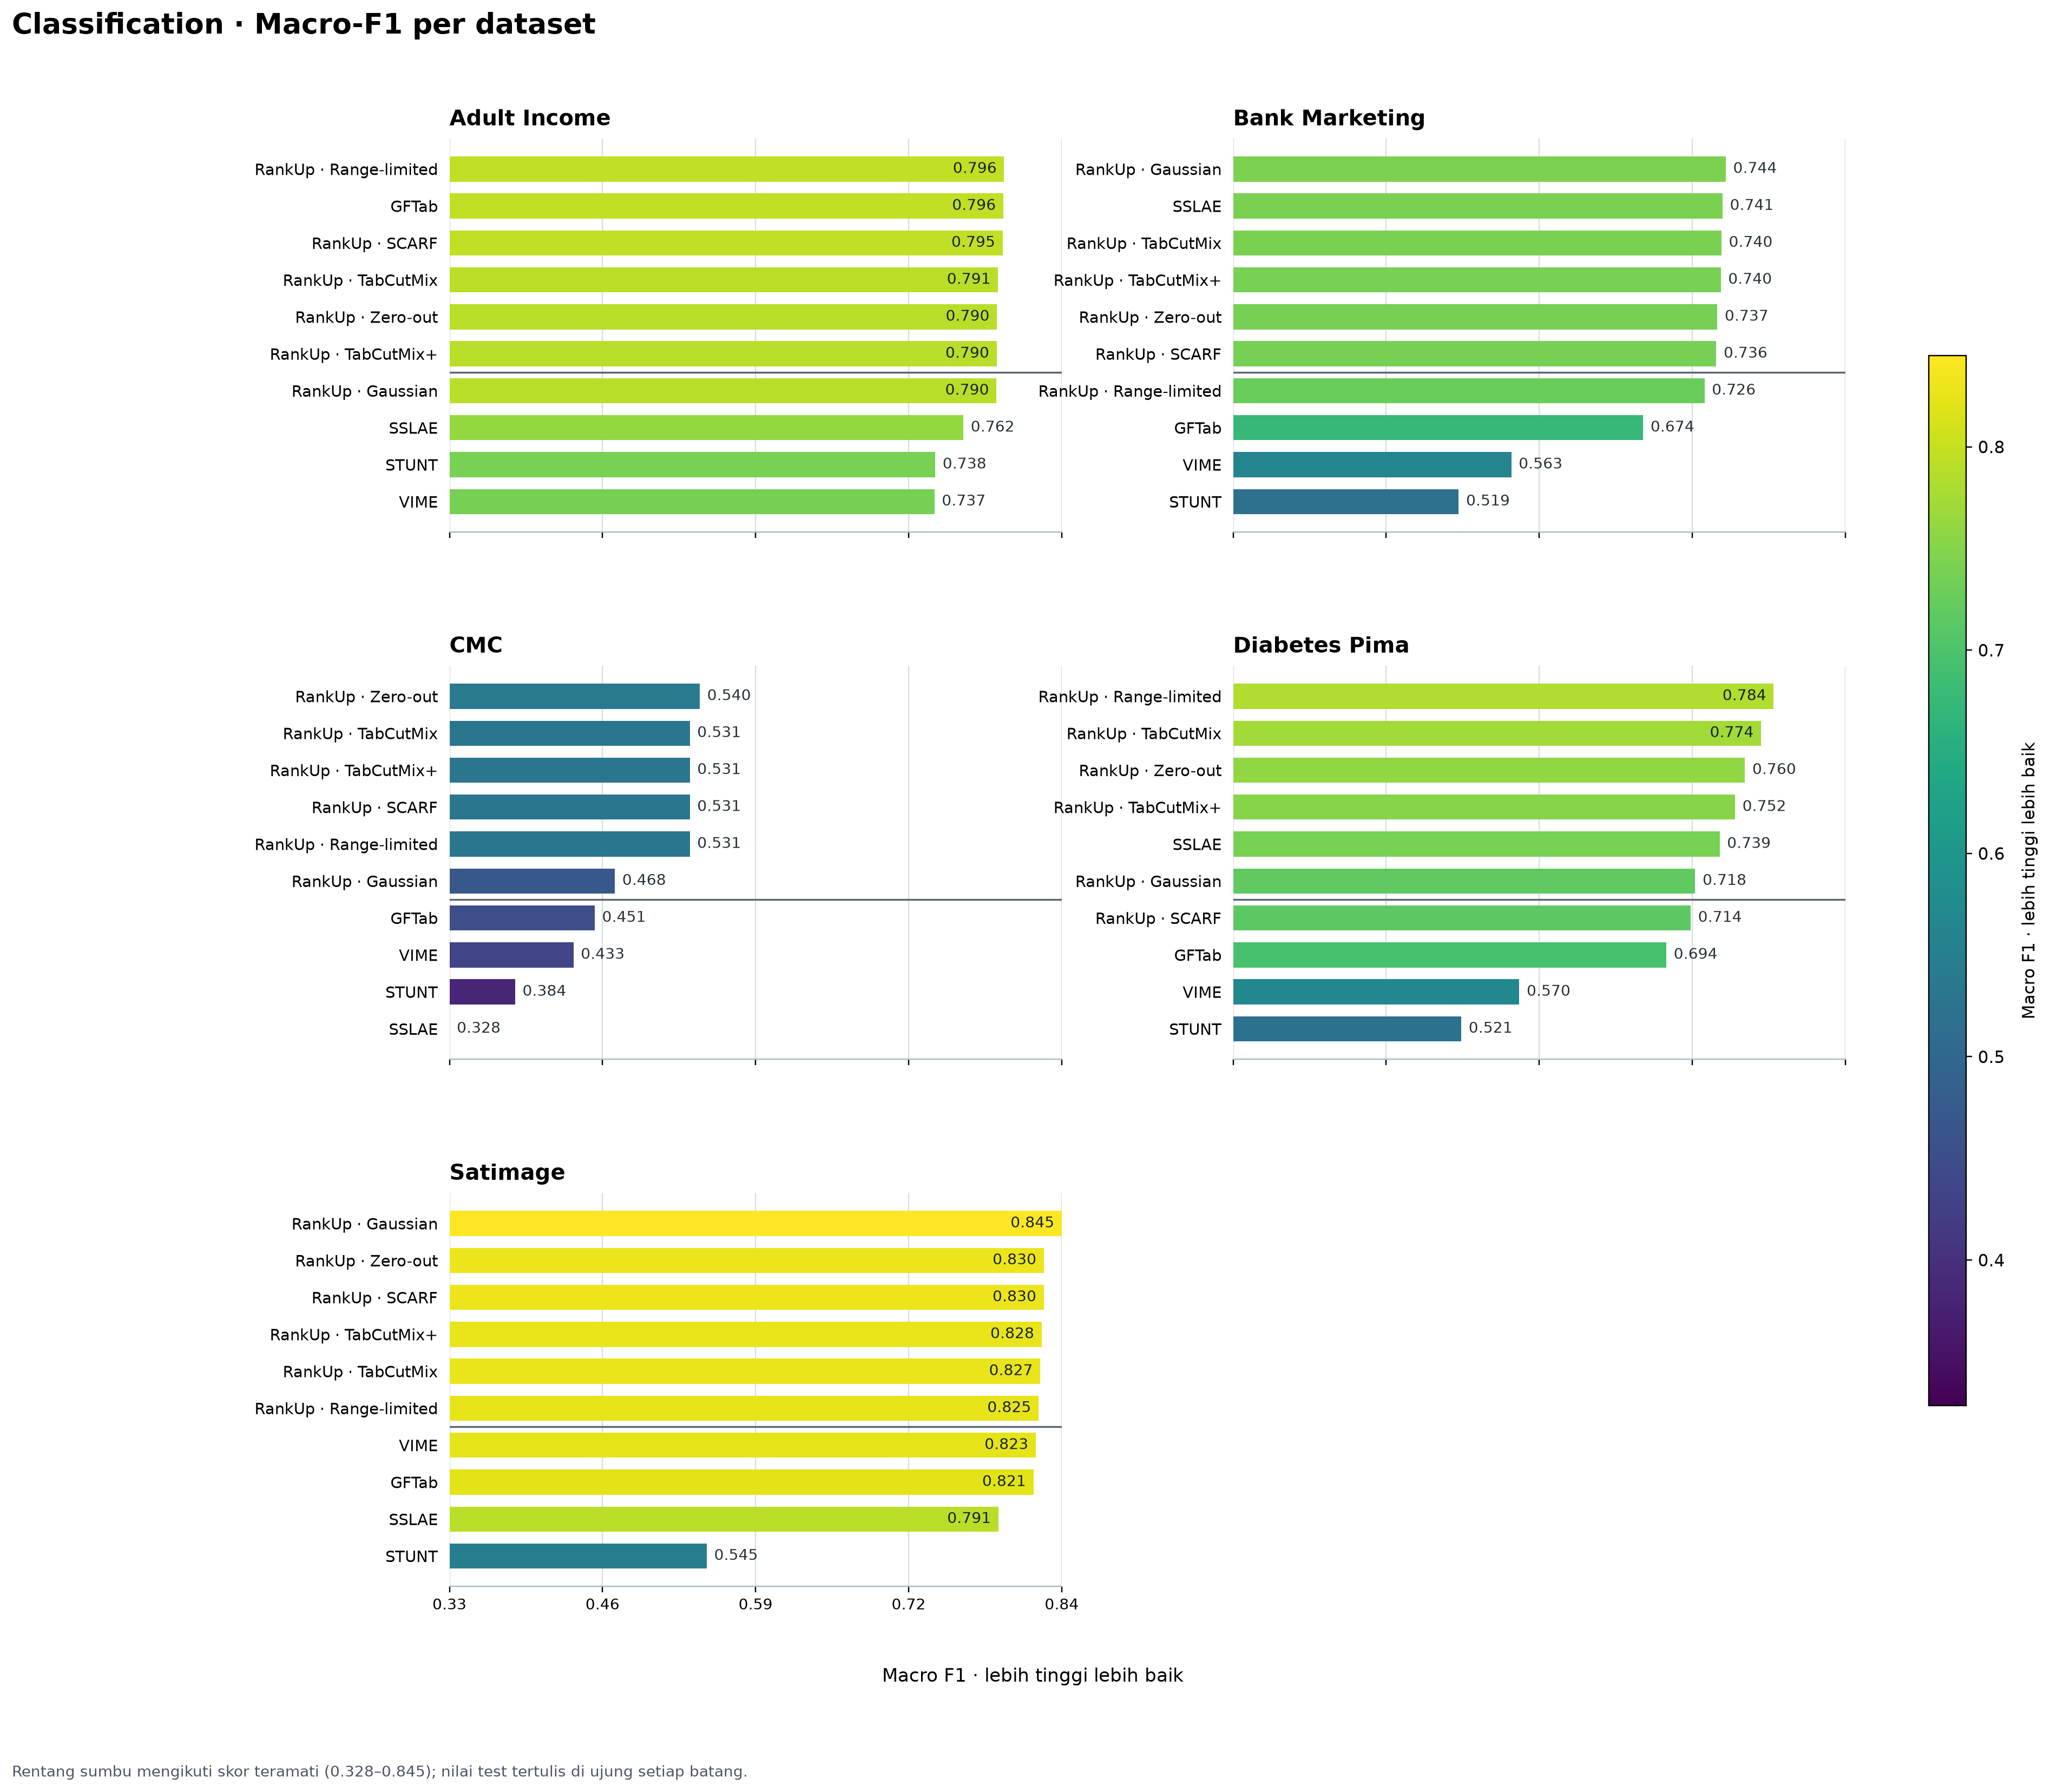 Classification · Macro-F1 per dataset
Adult Income
RankUp · Range-limited 0.796
GFTab 0.796
RankUp · SCARF 0.795
RankUp · TabCutMix 0.791
RankUp · Zero-out 0.790
RankUp · TabCutMix+ 0.790
RankUp · Gaussian 0.790
SSLAE 0.762
STUNT 0.738
VIME 0.737
Bank Marketing
RankUp · Gaussian 0.744
SSLAE 0.741
RankUp · TabCutMix 0.740
RankUp · TabCutMix+ 0.740
RankUp · Zero-out 0.737
RankUp · SCARF 0.736
RankUp · Range-limited 0.726
GFTab 0.674
VIME 0.563
STUNT 0.519
CMC
RankUp · Zero-out 0.540
RankUp · TabCutMix 0.531
RankUp · TabCutMix+ 0.531
RankUp · SCARF 0.531
RankUp · Range-limited 0.531
RankUp · Gaussian 0.468
GFTab 0.451
VIME 0.433
STUNT 0.384
SSLAE 0.328
Diabetes Pima
RankUp · Range-limited 0.784
RankUp · TabCutMix 0.774
RankUp · Zero-out 0.760
RankUp · TabCutMix+ 0.752
SSLAE 0.739
RankUp · Gaussian 0.718
RankUp · SCARF 0.714
GFTab 0.694
VIME 0.570
STUNT 0.521
Satimage
RankUp · Gaussian 0.845
RankUp · Zero-out 0.830
RankUp · SCARF 0.830
RankUp · TabCutMix+ 0.828
RankUp · TabCutMix 0.827
RankUp · Range-limited 0.825
VIME 0.823
GFTab 0.821
SSLAE 0.791
STUNT 0.545
0.33 0.46 0.59 0.72 0.84
Macro F1 · lebih tinggi lebih baik
0.8
0.7
0.6
0.5
0.4
Macro F1 · lebih tinggi lebih baik
Rentang sumbu mengikuti skor teramati (0.328–0.845); nilai test tertulis di ujung setiap batang.